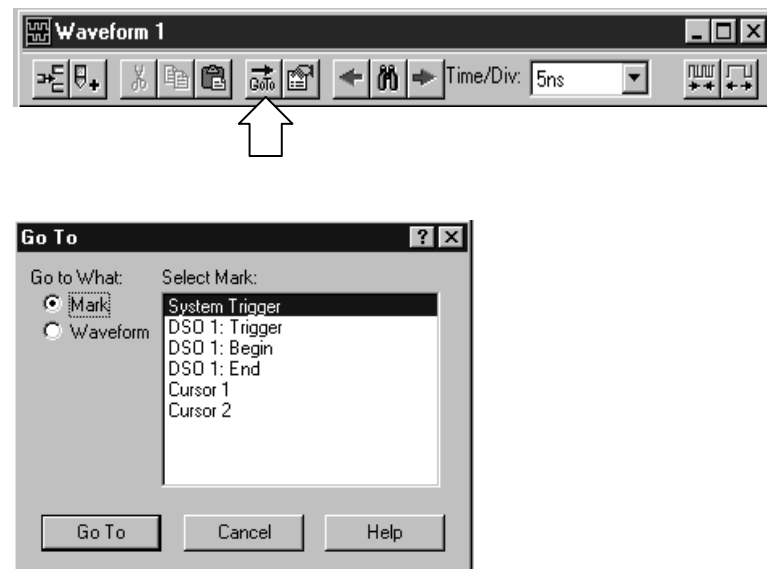 Waveform 1
GoTo Time/Div: 5ns
Go To
Go to What: Select Mark:
Mark System Trigger
Waveform DSO 1: Trigger
DSO 1: Begin
DSO 1: End
Cursor 1
Cursor 2
Go To Cancel Help